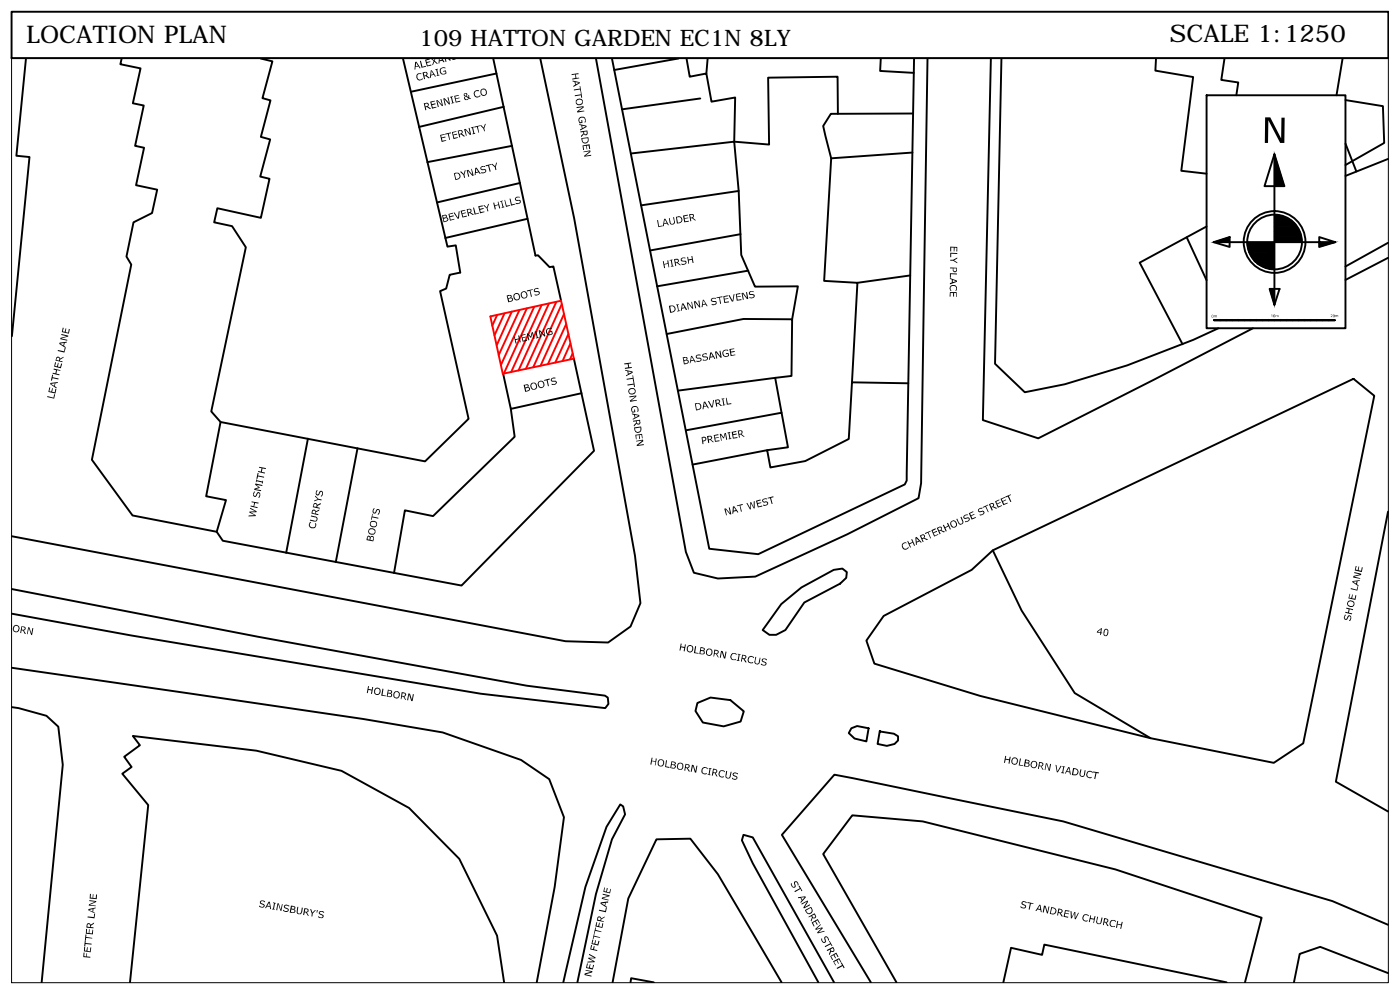 LOCATION PLAN
109 HATTON GARDEN EC1N 8LY
SCALE 1:1250
CRAIG
RENNIE & CO
ETERNITY
DYNASTY
BEVERLEY HILLS
HATTON GARDEN
LAUDER
HIRSH
DIANNA STEVENS
BASSANGE
DAVRIL
PREMIER
NAT WEST
ELY PLACE
N
LEATHER LANE
BOOTS
HEMING
BOOTS
HATTON GARDEN
WH SMITH
CURRYS
BOOTS
CHARTERHOUSE STREET
SHOE LANE
40
ORN
HOLBORN
HOLBORN CIRCUS
HOLBORN CIRCUS
HOLBORN VIADUCT
FETTER LANE
SAINSBURY'S
NEW FETTER LANE
ST ANDREW STREET
ST ANDREW CHURCH